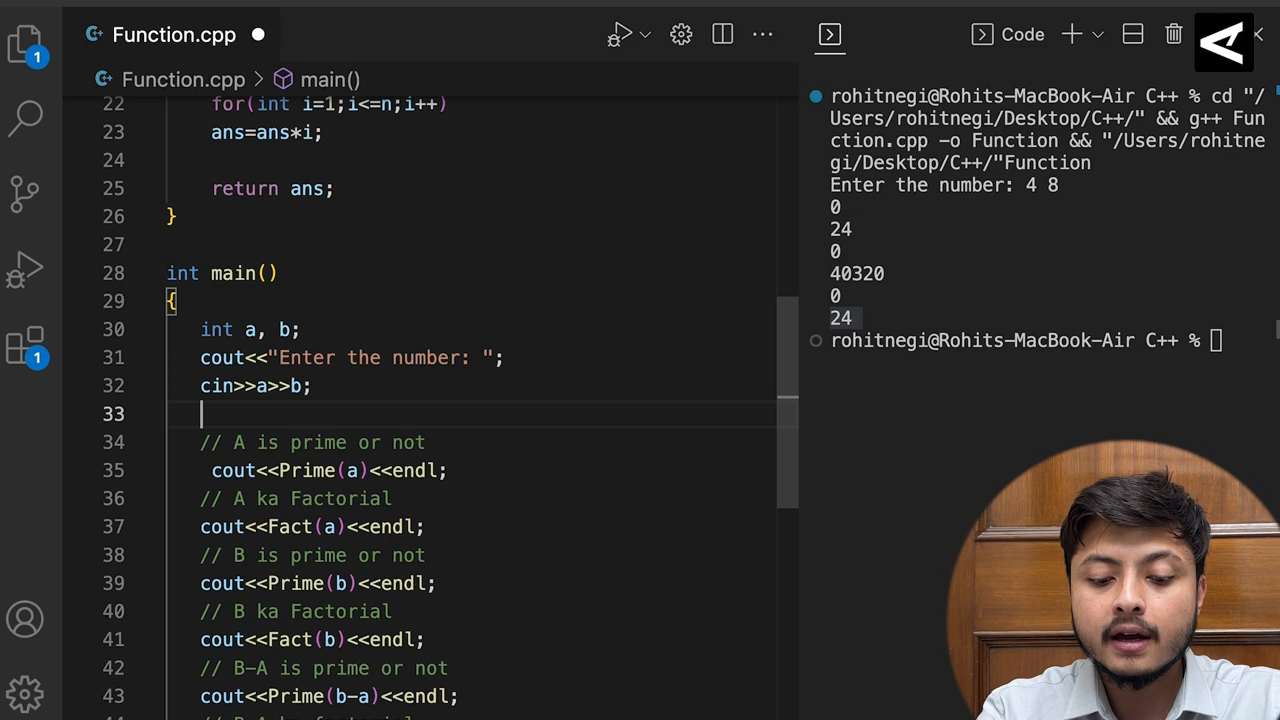 Function.cpp
Code
Function.cpp > main()
22 for(int i=1;i<=n;i++)
23 ans=ans*i;
24
25 return ans;
26 }
27
28 int main()
29 {
30 int a, b;
31 cout<<"Enter the number: ";
32 cin>>a>>b;
33
34 // A is prime or not
35 cout<<Prime(a)<<endl;
36 // A ka Factorial
37 cout<<Fact(a)<<endl;
38 // B is prime or not
39 cout<<Prime(b)<<endl;
40 // B ka Factorial
41 cout<<Fact(b)<<endl;
42 // B-A is prime or not
43 cout<<Prime(b-a)<<endl;
1
1
rohitnegi@Rohits-MacBook-Air C++ % cd "/
Users/rohitnegi/Desktop/C++/" && g++ Fun
ction.cpp -o Function && "/Users/rohitne
gi/Desktop/C++/"Function
Enter the number: 4 8
0
24
0
40320
0
24
rohitnegi@Rohits-MacBook-Air C++ %